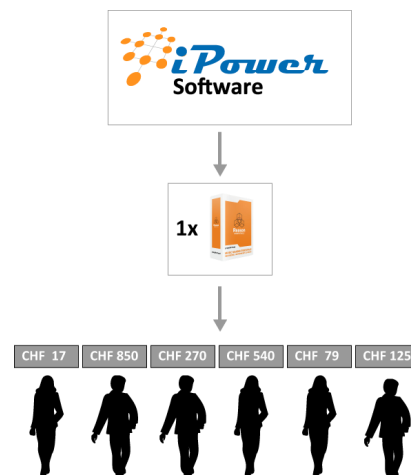 iPower
Software
1x
CHF 17
CHF 850
CHF 270
CHF 540
CHF 79
CHF 125